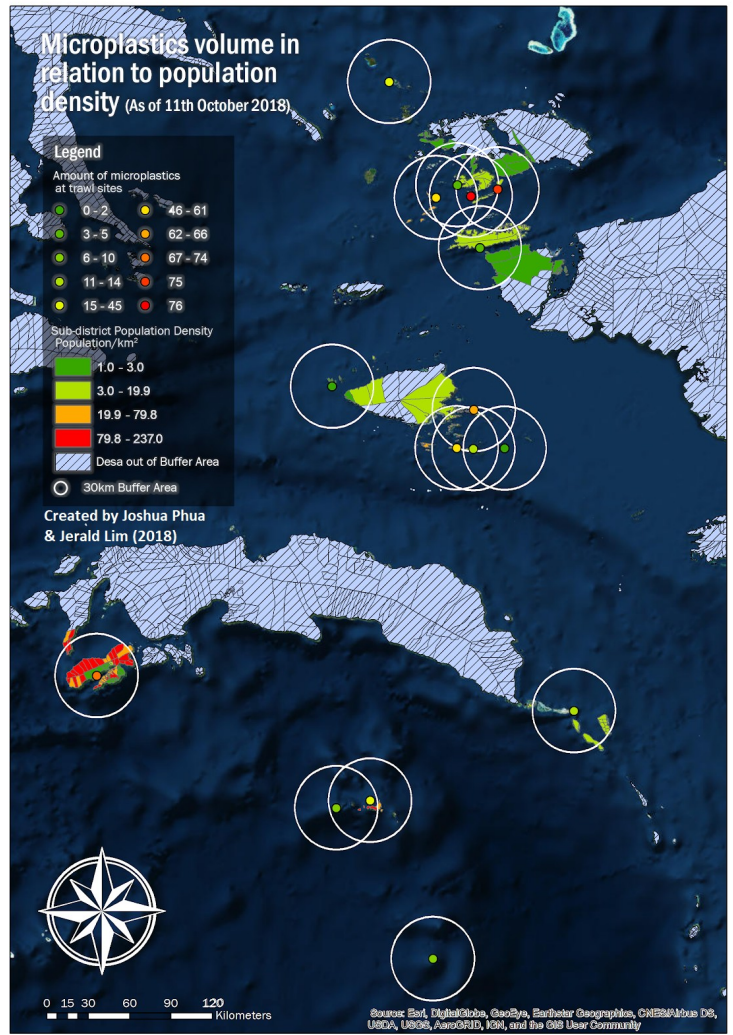 Microplastics volume in
relation to population
density (As of 11th October 2018)
Legend
Amount of microplastics
at trawl sites
0 - 2
46 - 61
3 - 5
62 - 66
6 - 10
67 - 74
11 - 14
75
15 - 45
76
Sub-district Population Density
Population/km²
1.0 - 3.0
3.0 - 19.9
19.9 - 79.8
79.8 - 237.0
Desa out of Buffer Area
30km Buffer Area
Created by Joshua Phua
& Jerald Lim (2018)
0 15 30 60 90 120
Kilometers
Source: Esri, DigitalGlobe, GeoEye, Earthstar Geographics, CNES/Airbus DS,
USDA, USGS, AeroGRID, IGN, and the GIS User Community